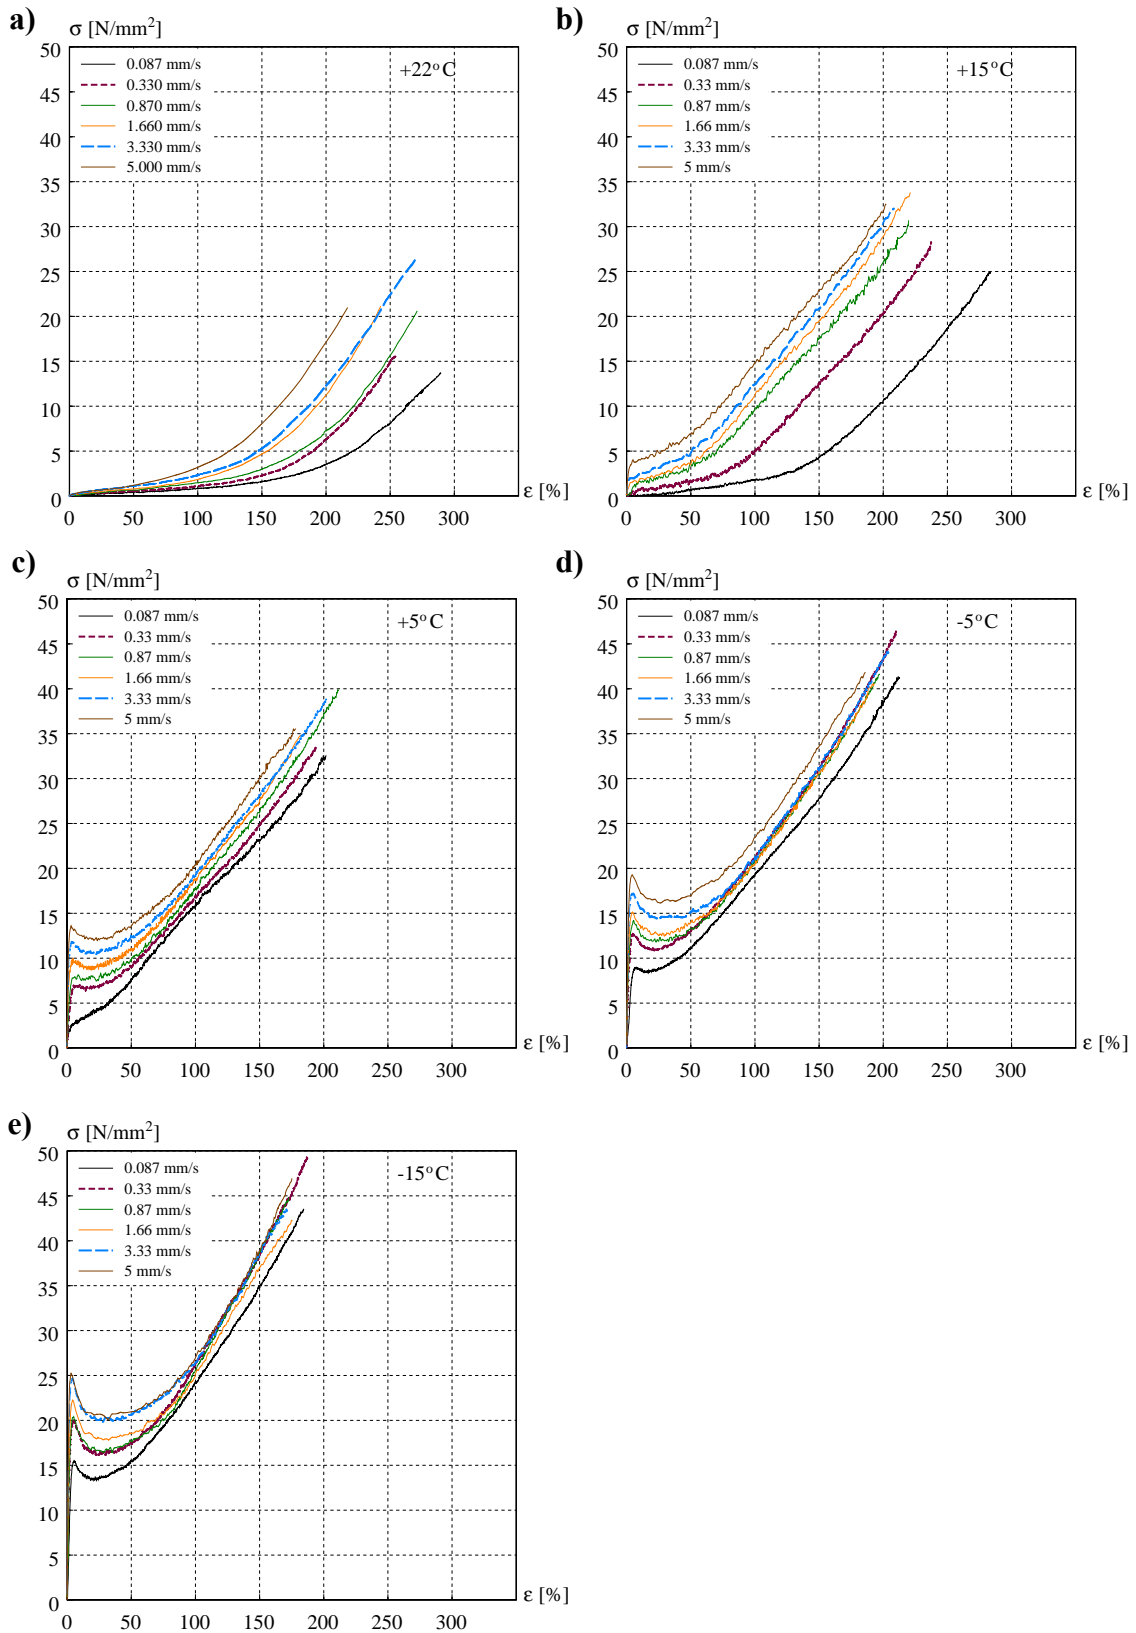 a)
σ [N/mm²]
50
45
40
35
30
25
20
15
10
5
0
0.087 mm/s
0.330 mm/s
0.870 mm/s
1.660 mm/s
3.330 mm/s
5.000 mm/s
+22°C
ε [%]
0 50 100 150 200 250 300
b)
σ [N/mm²]
50
45
40
35
30
25
20
15
10
5
0
0.087 mm/s
0.33 mm/s
0.87 mm/s
1.66 mm/s
3.33 mm/s
5 mm/s
+15°C
ε [%]
0 50 100 150 200 250 300
c)
σ [N/mm²]
50
45
40
35
30
25
20
15
10
5
0
0.087 mm/s
0.33 mm/s
0.87 mm/s
1.66 mm/s
3.33 mm/s
5 mm/s
+5°C
ε [%]
0 50 100 150 200 250 300
d)
σ [N/mm²]
50
45
40
35
30
25
20
15
10
5
0
0.087 mm/s
0.33 mm/s
0.87 mm/s
1.66 mm/s
3.33 mm/s
5 mm/s
-5°C
ε [%]
0 50 100 150 200 250 300
e)
σ [N/mm²]
50
45
40
35
30
25
20
15
10
5
0
0.087 mm/s
0.33 mm/s
0.87 mm/s
1.66 mm/s
3.33 mm/s
5 mm/s
-15°C
ε [%]
0 50 100 150 200 250 300